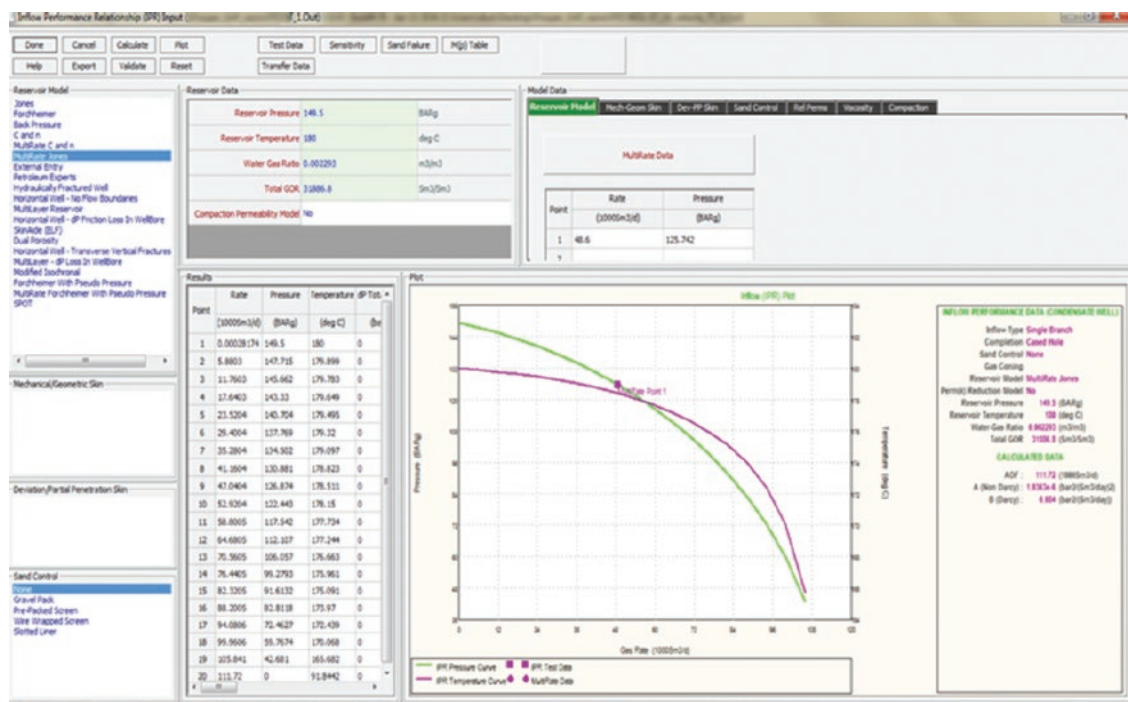 Inflow Performance Relationship (IPR) Input
F_1.Out)
Done Cancel Calculate Plot Test Data Sensitivity Sand Failure M(p) Table
Help Export Validate Reset Transfer Data
Reservoir Model
Jones
Forchheimer
Back Pressure
C and n
MultiRate C and n
MultiRate Jones
External Entry
Petroleum Experts
Hydraulically Fractured Well
Horizontal Well - No Flow Boundaries
MultiLayer Reservoir
Horizontal Well - dP Friction Loss In WellBore
SkinAide (ELF)
Dual Porosity
Horizontal Well - Transverse Vertical Fractures
MultiLayer - dP Loss In WellBore
Modified Isochronal
Forchheimer With Pseudo Pressure
MultiRate Forchheimer With Pseudo Pressure
SPOT
Mechanical/Geometric Skin
Deviation/Partial Penetration Skin
Sand Control
None
Gravel Pack
Pre-Packed Screen
Wire Wrapped Screen
Slotted Liner
Reservoir Data
Reservoir Pressure 149.5 BARg
Reservoir Temperature 180 deg C
Water Gas Ratio 0.002293 m3/m3
Total GOR 31886.8 Sm3/Sm3
Compaction Permeability Model No
Model Data
Reservoir Model Mech-Geom Skin Dev-PP Skin Sand Control Rel Perms Viscosity Compaction
MultiRate Data
Point Rate Pressure
(1000Sm3/d) (BARg)
1 48.6 125.742
2
Results
Point Rate Pressure Temperature dP Tot
(1000Sm3/d) (BARg) (deg C)
1 0.00028174 149.5 180 0
2 5.8803 147.715 179.899 0
3 11.7603 145.662 179.783 0
4 17.6403 143.33 179.649 0
5 23.5204 140.704 179.495 0
6 29.4004 137.769 179.32 0
7 35.2804 134.502 179.097 0
8 41.1604 130.881 178.823 0
9 47.0404 126.874 178.511 0
10 52.9204 122.443 178.15 0
11 58.8005 117.542 177.734 0
12 64.6805 112.107 177.244 0
13 70.5605 106.057 176.663 0
14 76.4405 99.2793 175.961 0
15 82.3205 91.6132 175.091 0
16 88.2005 82.8118 173.97 0
17 94.0806 72.4627 172.439 0
18 99.9606 59.7674 170.068 0
19 105.841 42.681 165.682 0
20 111.72 0 91.8442 0
Plot
Inflow (IPR) Plot
MultiRate Point 1
Pressure (BARg)
Temperature (deg C)
Gas Rate (1000Sm3/d)
IPR Pressure Curve IPR Test Data
IPR Temperature Curve MultiRate Data
INFLOW PERFORMANCE DATA (CONDENSATE WELL)
Inflow Type Single Branch
Completion Cased Hole
Sand Control None
Gas Coning
Reservoir Model MultiRate Jones
Permit) Reduction Model No
Reservoir Pressure 149.5 (BARg)
Reservoir Temperature 180 (deg C)
Water-Gas Ratio 0.002293 (m3/m3)
Total GOR 31886.8 (Sm3/Sm3)
CALCULATED DATA
AOF : 111.72 (1000Sm3/d)
A (Non Darcy) :
B (Darcy) :